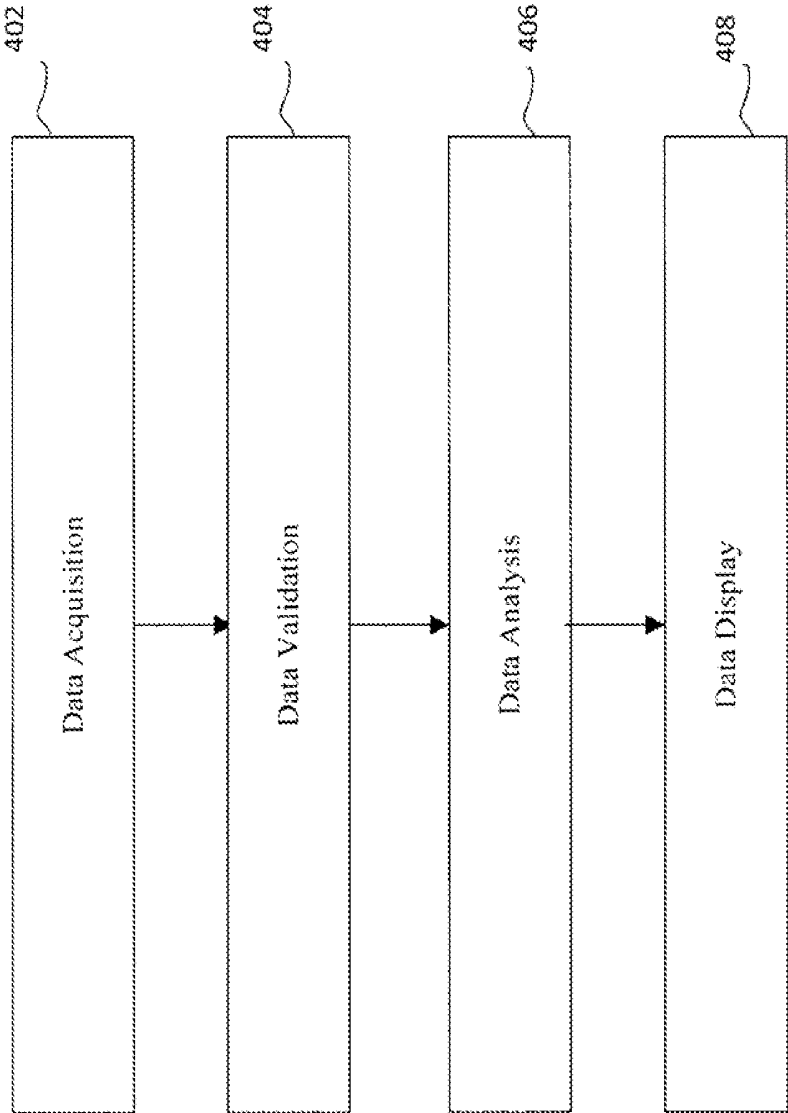 402
Data Acquisition
404
Data Validation
406
Data Analysis
408
Data Display